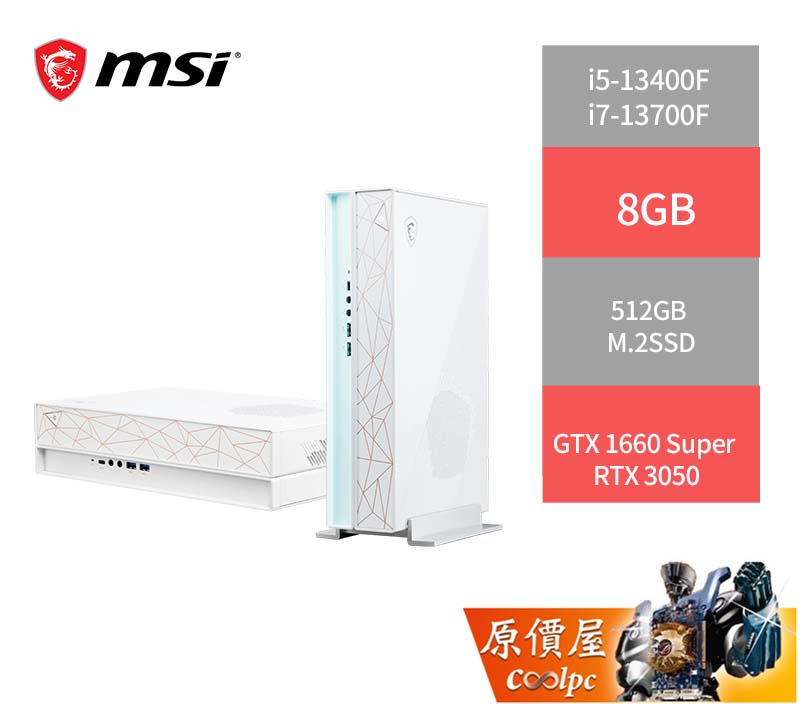 msi
i5-13400F
i7-13700F
8GB
512GB
M.2SSD
GTX 1660 Super
RTX 3050
原價屋
coolpc